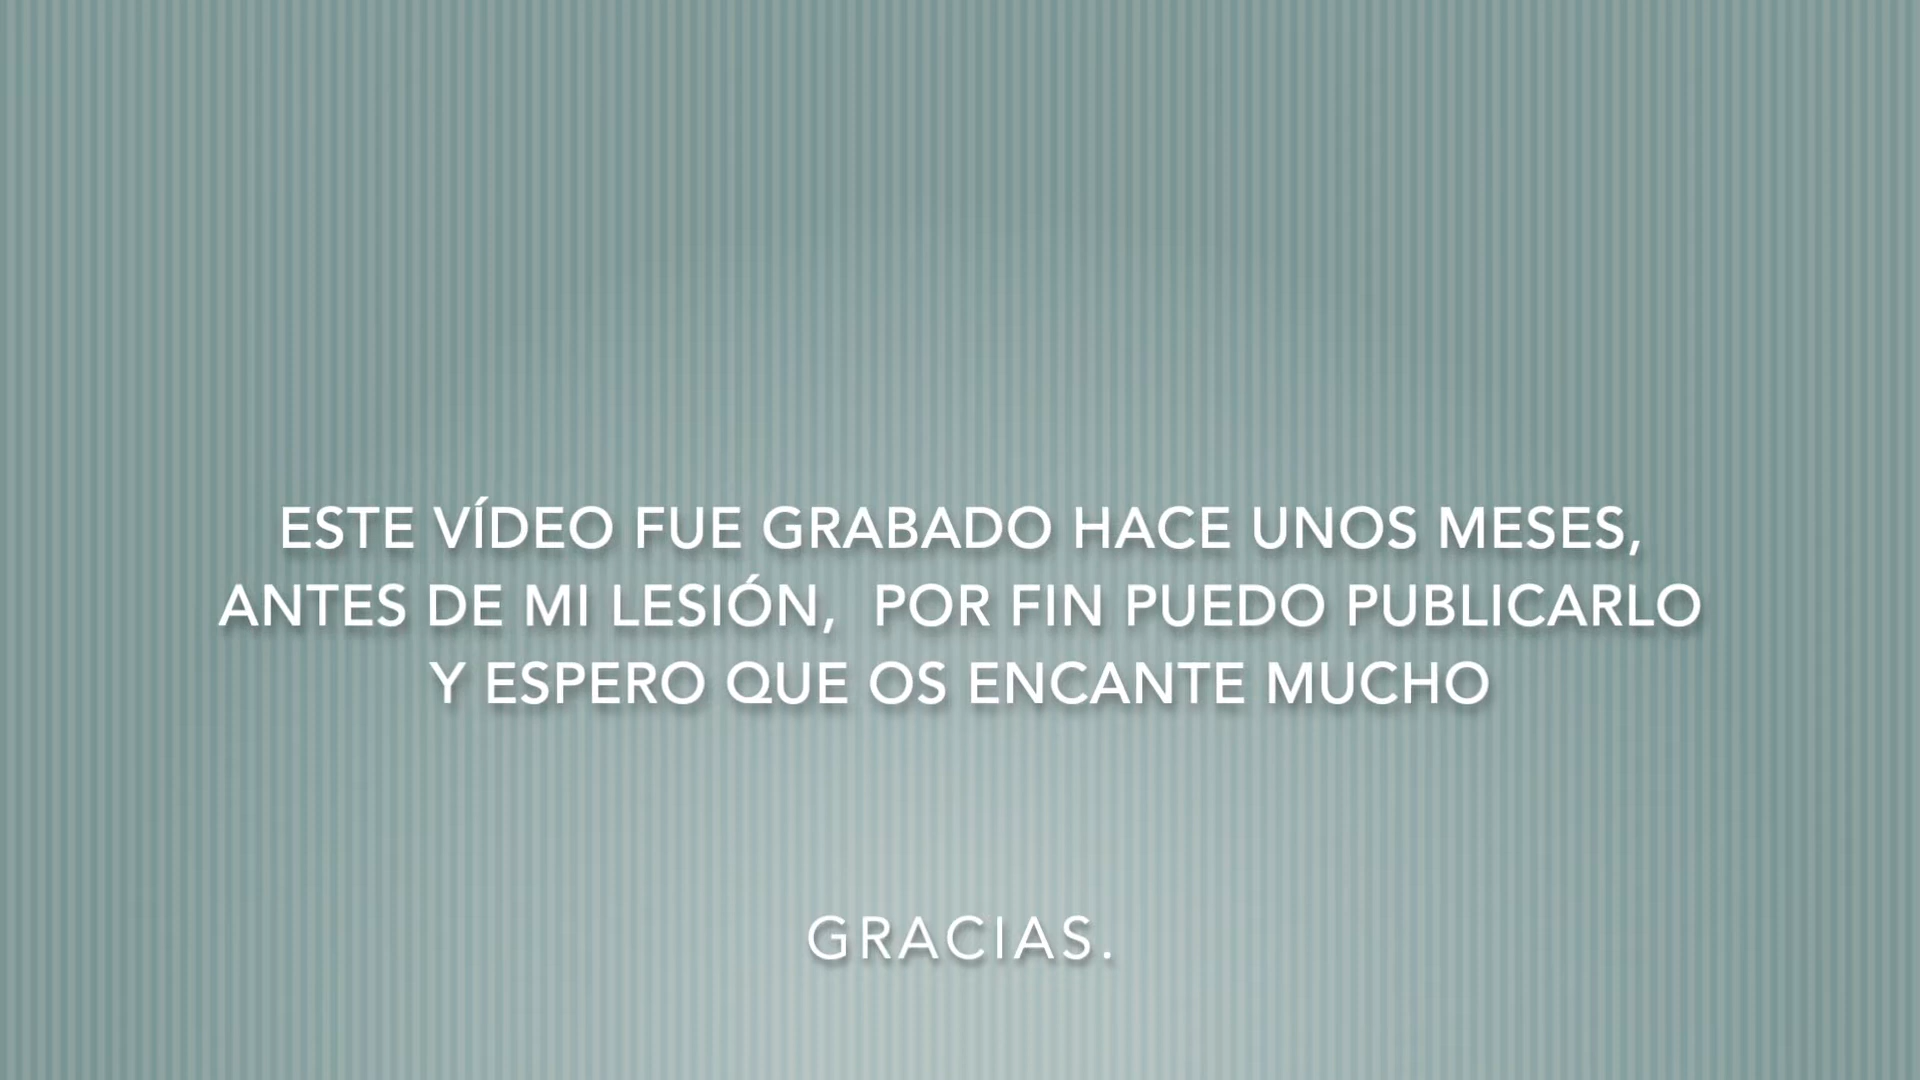 ESTE VÍDEO FUE GRABADO HACE UNOS MESES,
ANTES DE MI LESIÓN,  POR FIN PUEDO PUBLICARLO
Y ESPERO QUE OS ENCANTE MUCHO
GRACIAS.